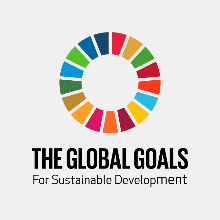 THE GLOBAL GOALS
For Sustainable Development